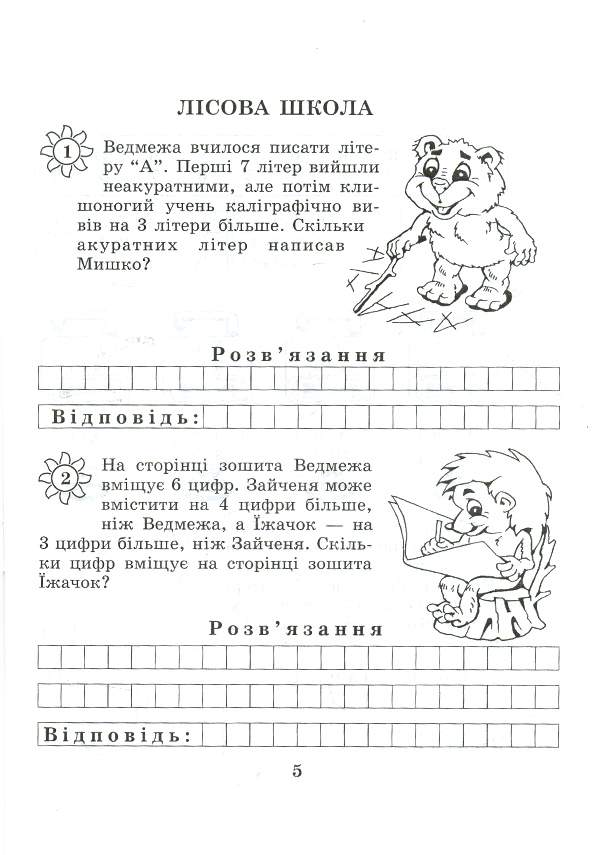 ЛІСОВА ШКОЛА
1
Ведмежа вчилося писати літе-
ру “А”. Перші 7 літер вийшли
неакуратними, але потім кли-
шоногий учень каліграфічно ви-
вів на 3 літери більше. Скільки
акуратних літер написав
Мишко?
Розв’язання
Відповідь:
2
На сторінці зошита Ведмежа
вміщує 6 цифр. Зайченя може
вмістити на 4 цифри більше,
ніж Ведмежа, а Їжачок — на
3 цифри більше, ніж Зайченя. Скіль-
ки цифр вміщує на сторінці зошита
Їжачок?
Розв’язання
Відповідь:
5